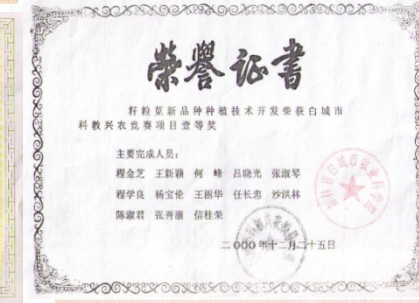 荣誉证书
籽粒苋新品种种植技术开发荣获白城市
科教兴农竞赛项目壹等奖
主要完成人员：
程金芝 王新颖 何峰 吕晓光 张淑琴
程学良 杨宝伦 王丽华 任长忠 沙洪林
陈淑君 张秀丽 信桂荣
二000年十二月二十五日